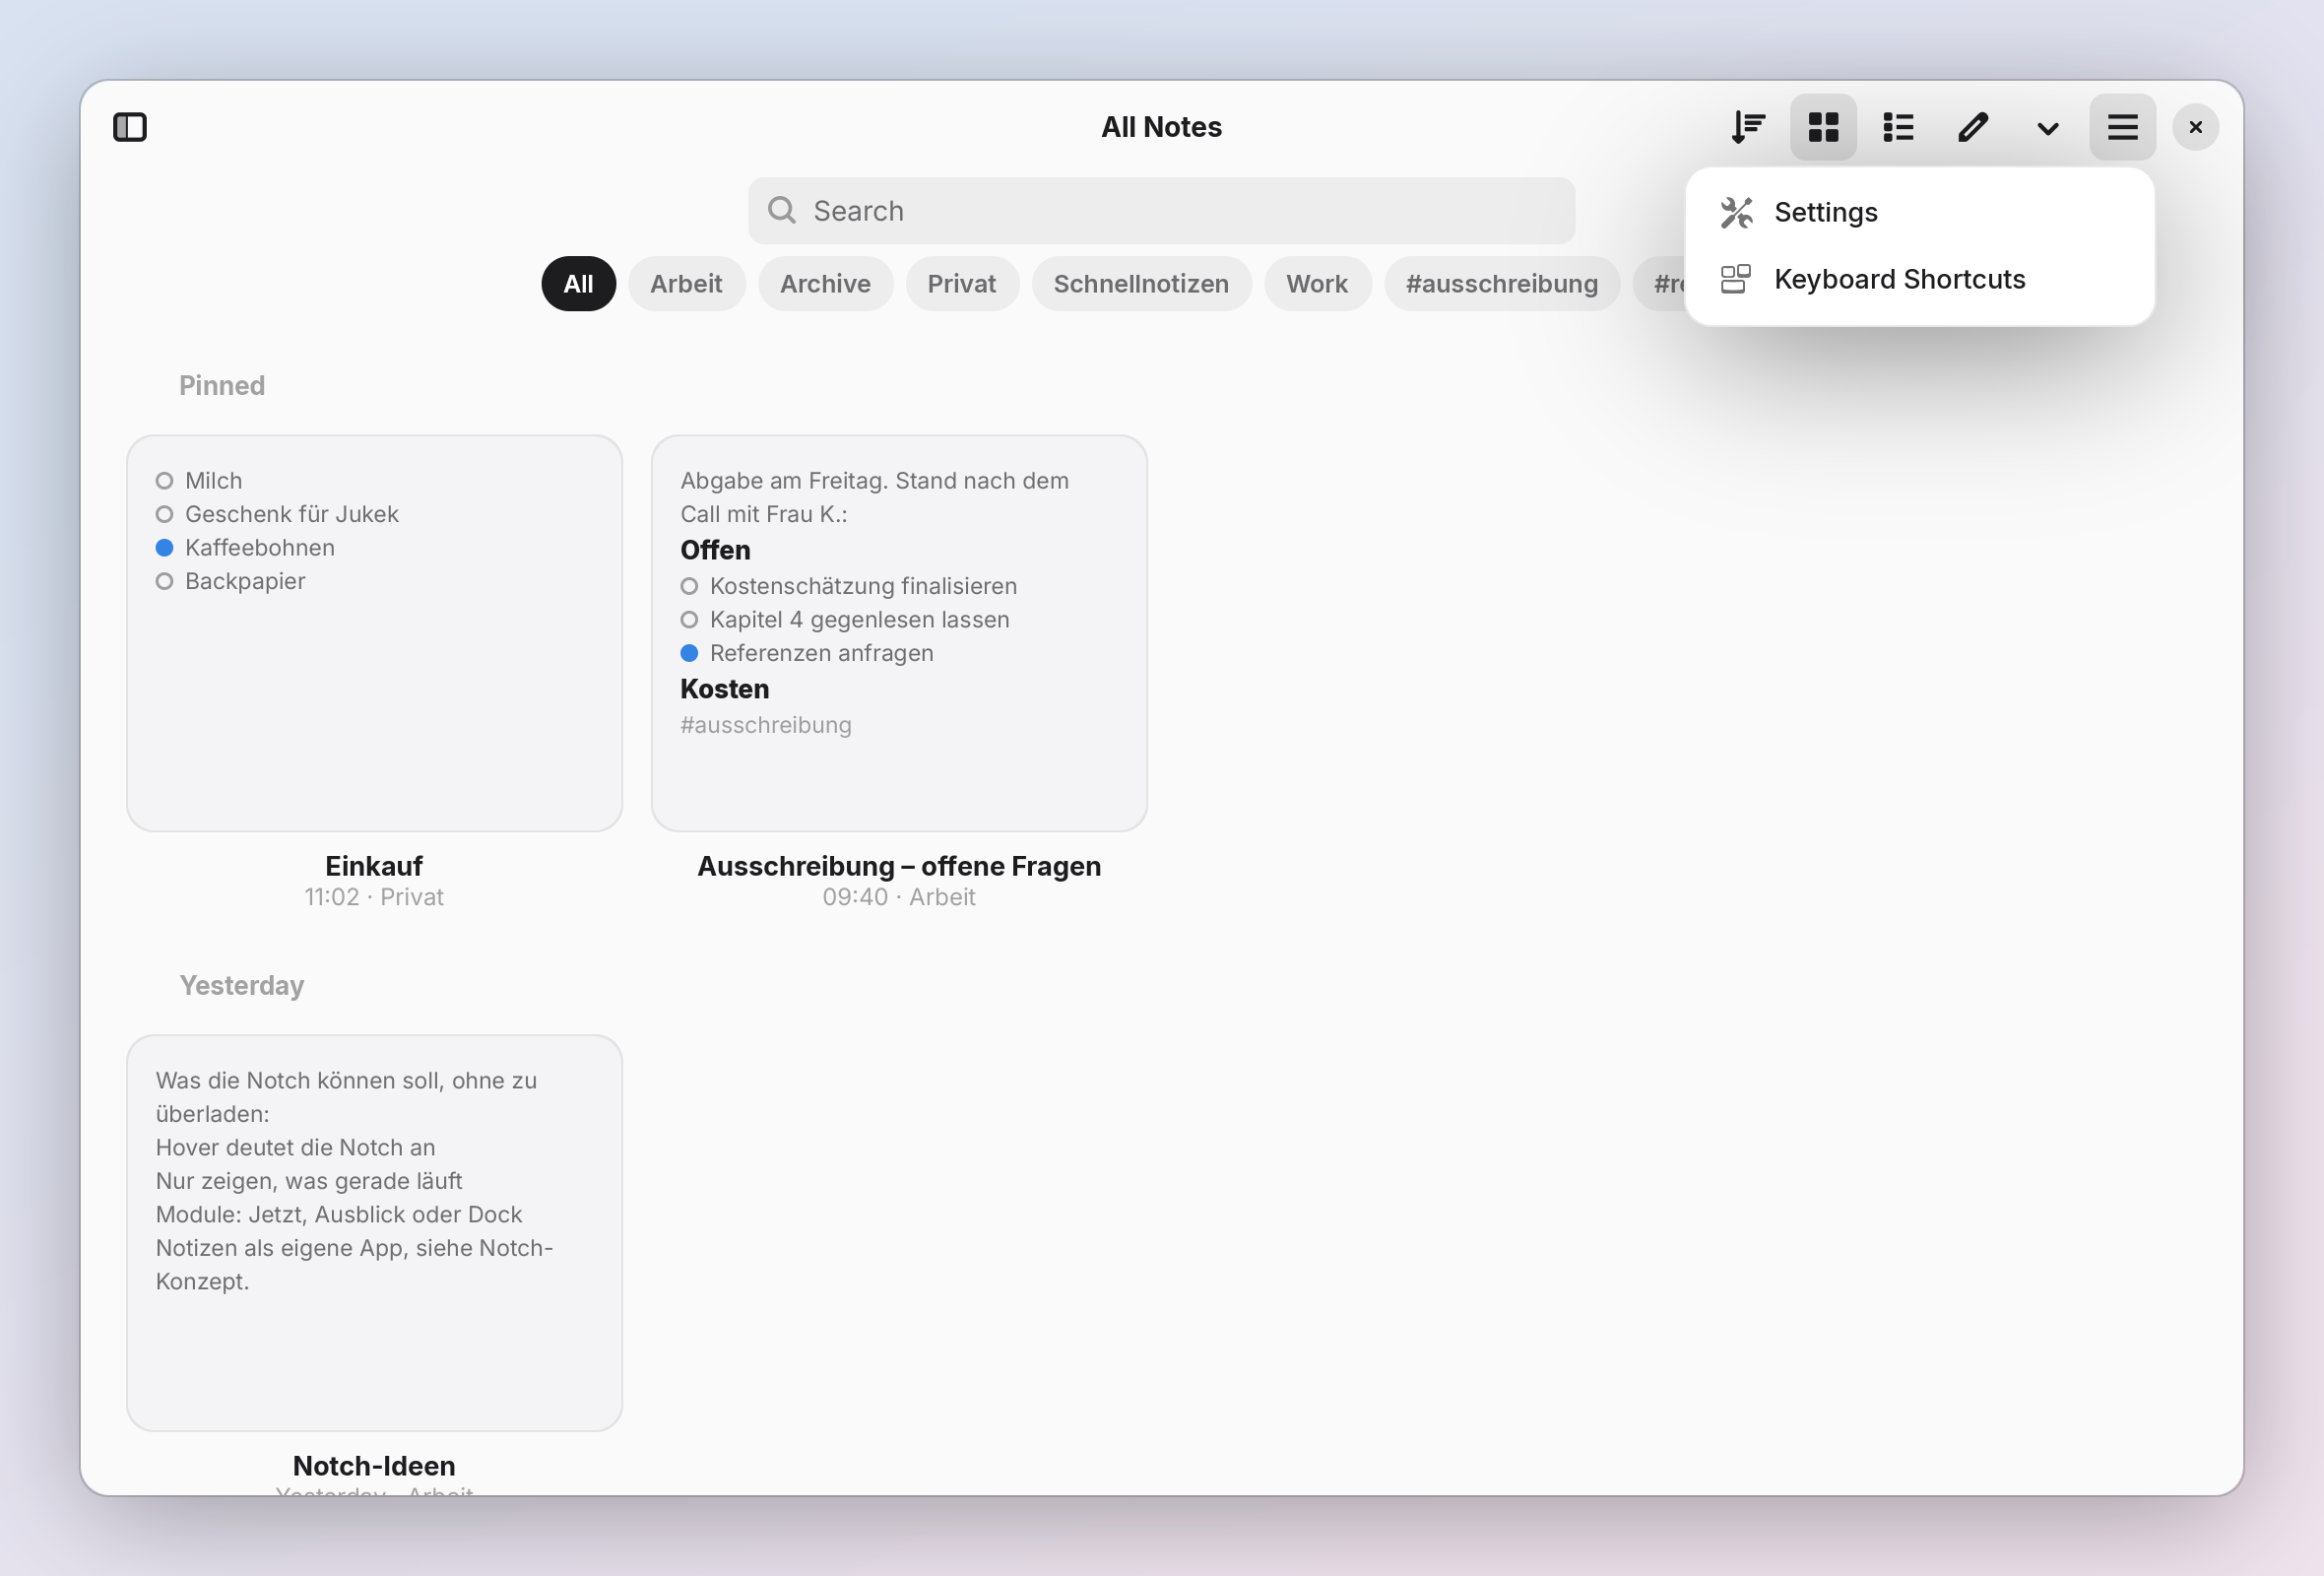 All Notes
Search
Settings
Keyboard Shortcuts
All
Arbeit
Archive
Privat
Schnellnotizen
Work
#ausschreibung
Pinned
Milch
Geschenk für Jukek
Kaffeebohnen
Backpapier
Einkauf
11:02 · Privat
Abgabe am Freitag. Stand nach dem
Call mit Frau K.:
Offen
Kostenschätzung finalisieren
Kapitel 4 gegenlesen lassen
Referenzen anfragen
Kosten
#ausschreibung
Ausschreibung – offene Fragen
09:40 · Arbeit
Yesterday
Was die Notch können soll, ohne zu
überladen:
Hover deutet die Notch an
Nur zeigen, was gerade läuft
Module: Jetzt, Ausblick oder Dock
Notizen als eigene App, siehe Notch-
Konzept.
Notch-Ideen
Yesterday · Arbeit